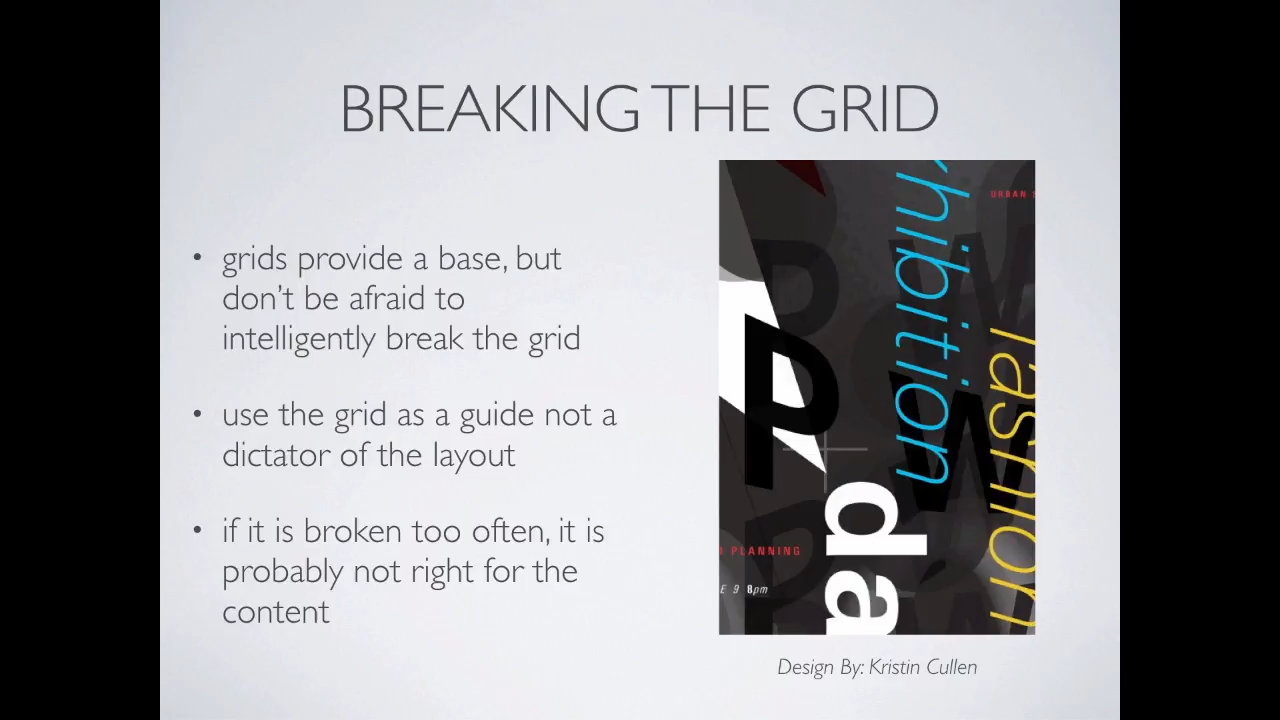 BREAKING THE GRID
• grids provide a base, but
don't be afraid to
intelligently break the grid
• use the grid as a guide not a
dictator of the layout
• if it is broken too often, it is
probably not right for the
content
hibition
URBAN
fashion
P
W
da
PLANNING
E 9 8pm
Design By: Kristin Cullen